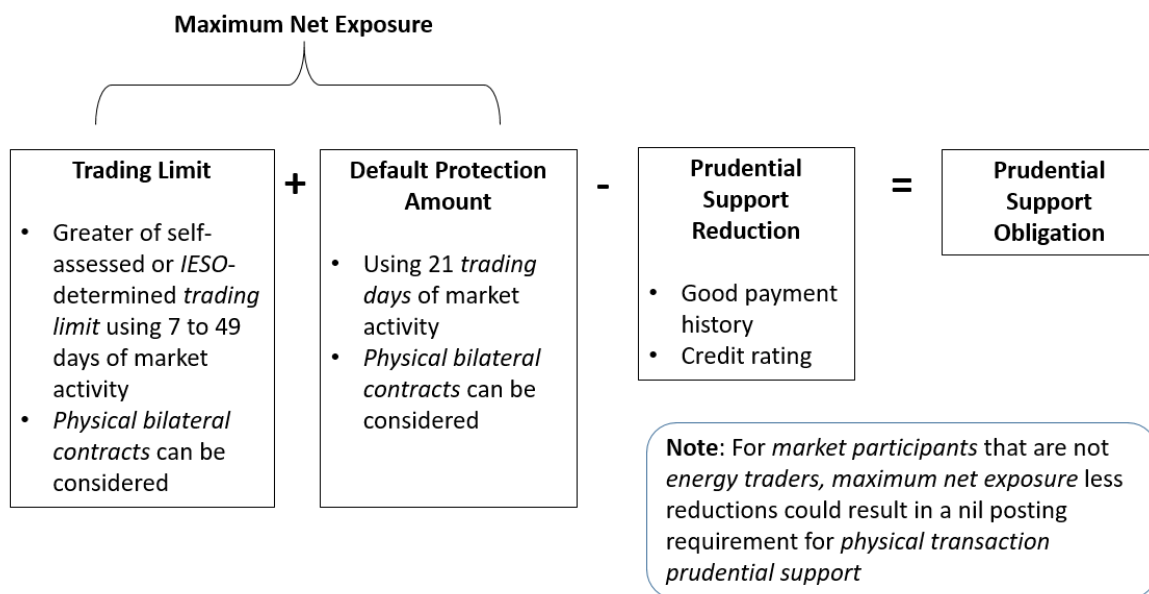 Maximum Net Exposure
Trading Limit
• Greater of self-
assessed or IESO-
determined trading
limit using 7 to 49
days of market
activity
• Physical bilateral
contracts can be
considered
+
Default Protection
Amount
• Using 21 trading
days of market
activity
• Physical bilateral
contracts can be
considered
-
Prudential
Support
Reduction
• Good payment
history
• Credit rating
=
Prudential
Support
Obligation
Note: For market participants that are not
energy traders, maximum net exposure less
reductions could result in a nil posting
requirement for physical transaction
prudential support